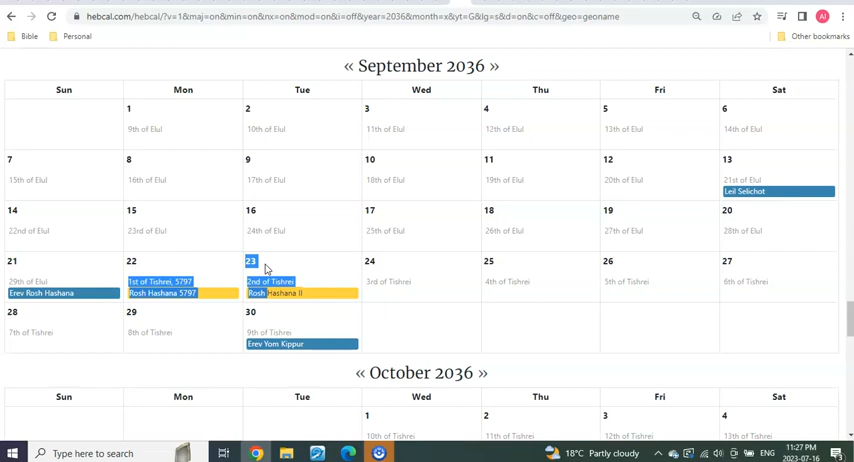 hebcal.com/hebcal/?v=1&maj=on&min=on&nx=on&mod=on&i=off&year=2036&month=x&yt=G&lg=s&d=on&c=off&geo=geoname
AI
Bible Personal Other bookmarks
« September 2036 »
Sun Mon Tue Wed Thu Fri Sat
1 2 3 4 5 6
9th of Elul 10th of Elul 11th of Elul 12th of Elul 13th of Elul 14th of Elul
7 8 9 10 11 12 13
15th of Elul 16th of Elul 17th of Elul 18th of Elul 19th of Elul 20th of Elul 21st of Elul
Leil Selichot
14 15 16 17 18 19 20
22nd of Elul 23rd of Elul 24th of Elul 25th of Elul 26th of Elul 27th of Elul 28th of Elul
21 22 23 24 25 26 27
29th of Elul 1st of Tishrei, 5797 2nd of Tishrei 3rd of Tishrei 4th of Tishrei 5th of Tishrei 6th of Tishrei
Erev Rosh Hashana Rosh Hashana 5797 Rosh Hashana II
28 29 30
7th of Tishrei 8th of Tishrei 9th of Tishrei
Erev Yom Kippur
« October 2036 »
Sun Mon Tue Wed Thu Fri Sat
1 2 3 4
10th of Tishrei 11th of Tishrei 12th of Tishrei 13th of Tishrei
Type here to search 18°C Partly cloudy ENG 11:27 PM
2023-07-16
3